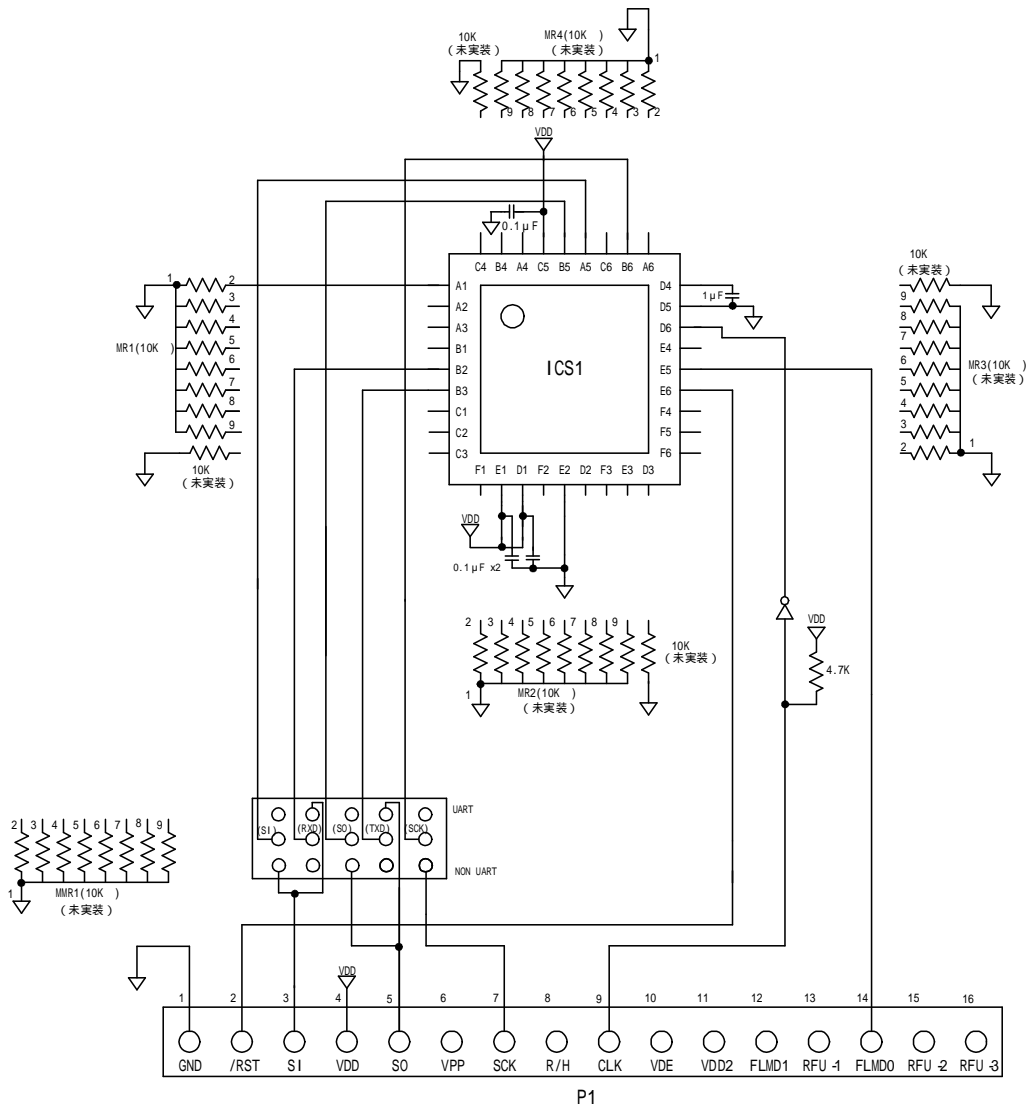 10K
(未実装)
MR4(10K )
(未実装)
1
9 8 7 6 5 4 3 2
VDD
0.1μF
C4 B4 A4 C5 B5 A5 C6 B6 A6
1 2
3
4
5
6
7
8
9
MR1(10K )
10K
(未実装)
A1
A2
A3
B1
B2
B3
C1
C2
C3
ICS1
D4
D5
D6
E4
E5
E6
F4
F5
F6
1μF
10K
(未実装)
9
8
7
6
5
4
3
2
1
MR3(10K )
(未実装)
F1 E1 D1 F2 E2 D2 F3 E3 D3
VDD
0.1μF x2
2 3 4 5 6 7 8 9
10K
(未実装)
1
MR2(10K )
(未実装)
VDD
4.7K
UART
(SI) (RXD) (SO) (TXD) (SCK)
NON UART
2 3 4 5 6 7 8 9
1
MMR1(10K )
(未実装)
VDD
1 2 3 4 5 6 7 8 9 10 11 12 13 14 15 16
GND /RST SI VDD SO VPP SCK R/H CLK VDE VDD2 FLMD1 RFU-1 FLMD0 RFU-2 RFU-3
P1